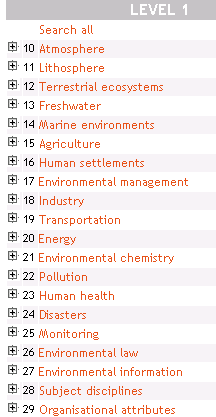 LEVEL 1
Search all
10 Atmosphere
11 Lithosphere
12 Terrestrial ecosystems
13 Freshwater
14 Marine environments
15 Agriculture
16 Human settlements
17 Environmental management
18 Industry
19 Transportation
20 Energy
21 Environmental chemistry
22 Pollution
23 Human health
24 Disasters
25 Monitoring
26 Environmental law
27 Environmental information
28 Subject disciplines
29 Organisational attributes